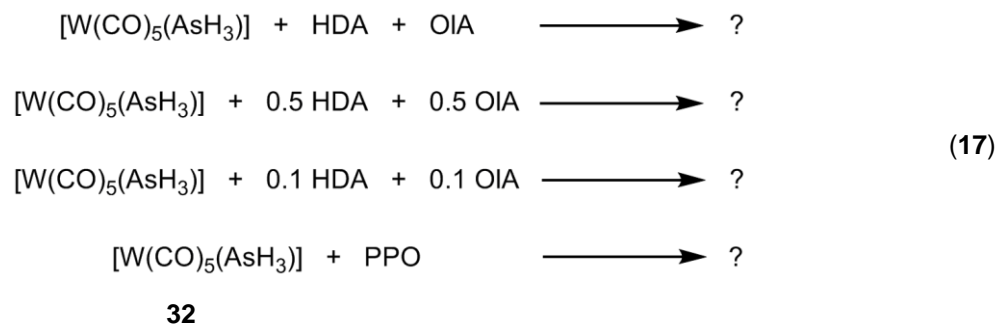 [W(CO)₅(AsH₃)] + HDA + OlA ?
[W(CO)₅(AsH₃)] + 0.5 HDA + 0.5 OlA ?
(17)
[W(CO)₅(AsH₃)] + 0.1 HDA + 0.1 OlA ?
[W(CO)₅(AsH₃)] + PPO ?
32